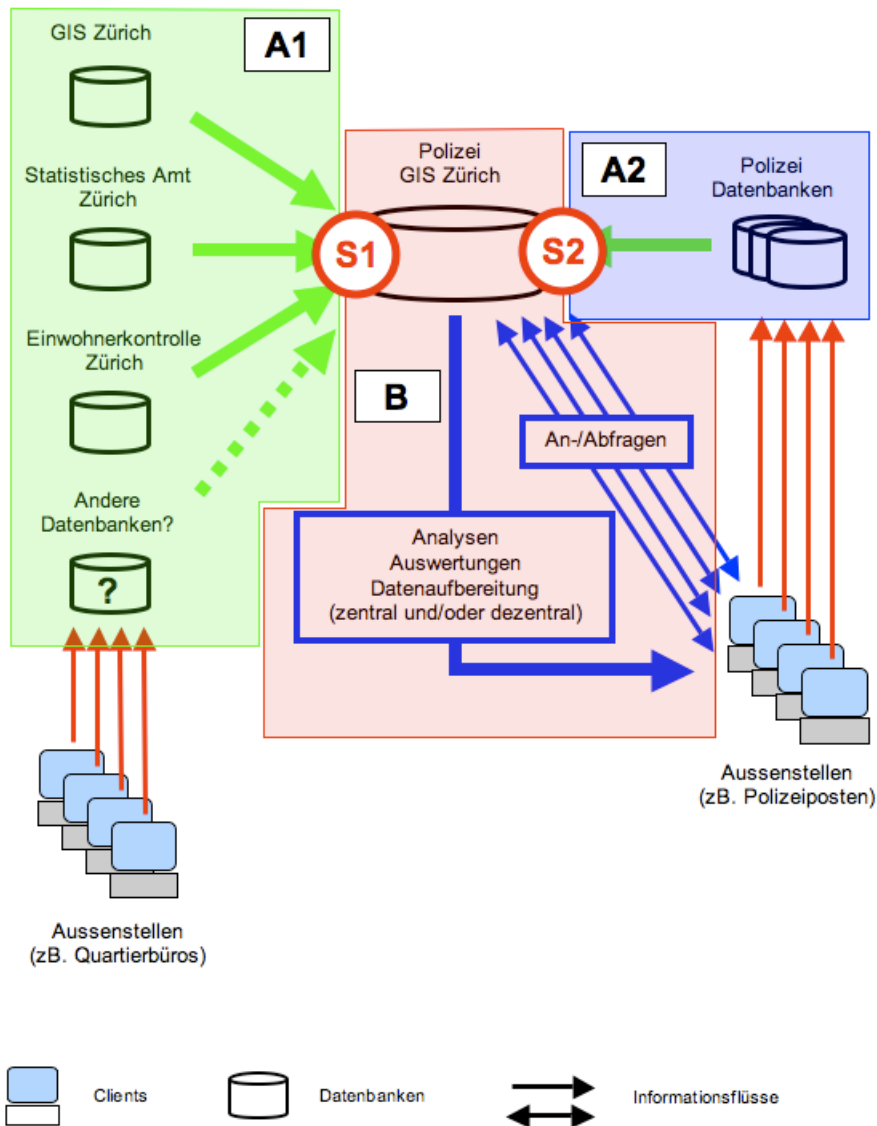 GIS Zürich
A1
Statistisches Amt
Zürich
Einwohnerkontrolle
Zürich
Andere
Datenbanken?
?
Polizei
GIS Zürich
S1
S2
A2
Polizei
Datenbanken
B
An-/Abfragen
Analysen
Auswertungen
Datenaufbereitung
(zentral und/oder dezentral)
Aussenstellen
(zB. Polizeiposten)
Aussenstellen
(zB. Quartierbüros)
Clients
Datenbanken
Informationsflüsse